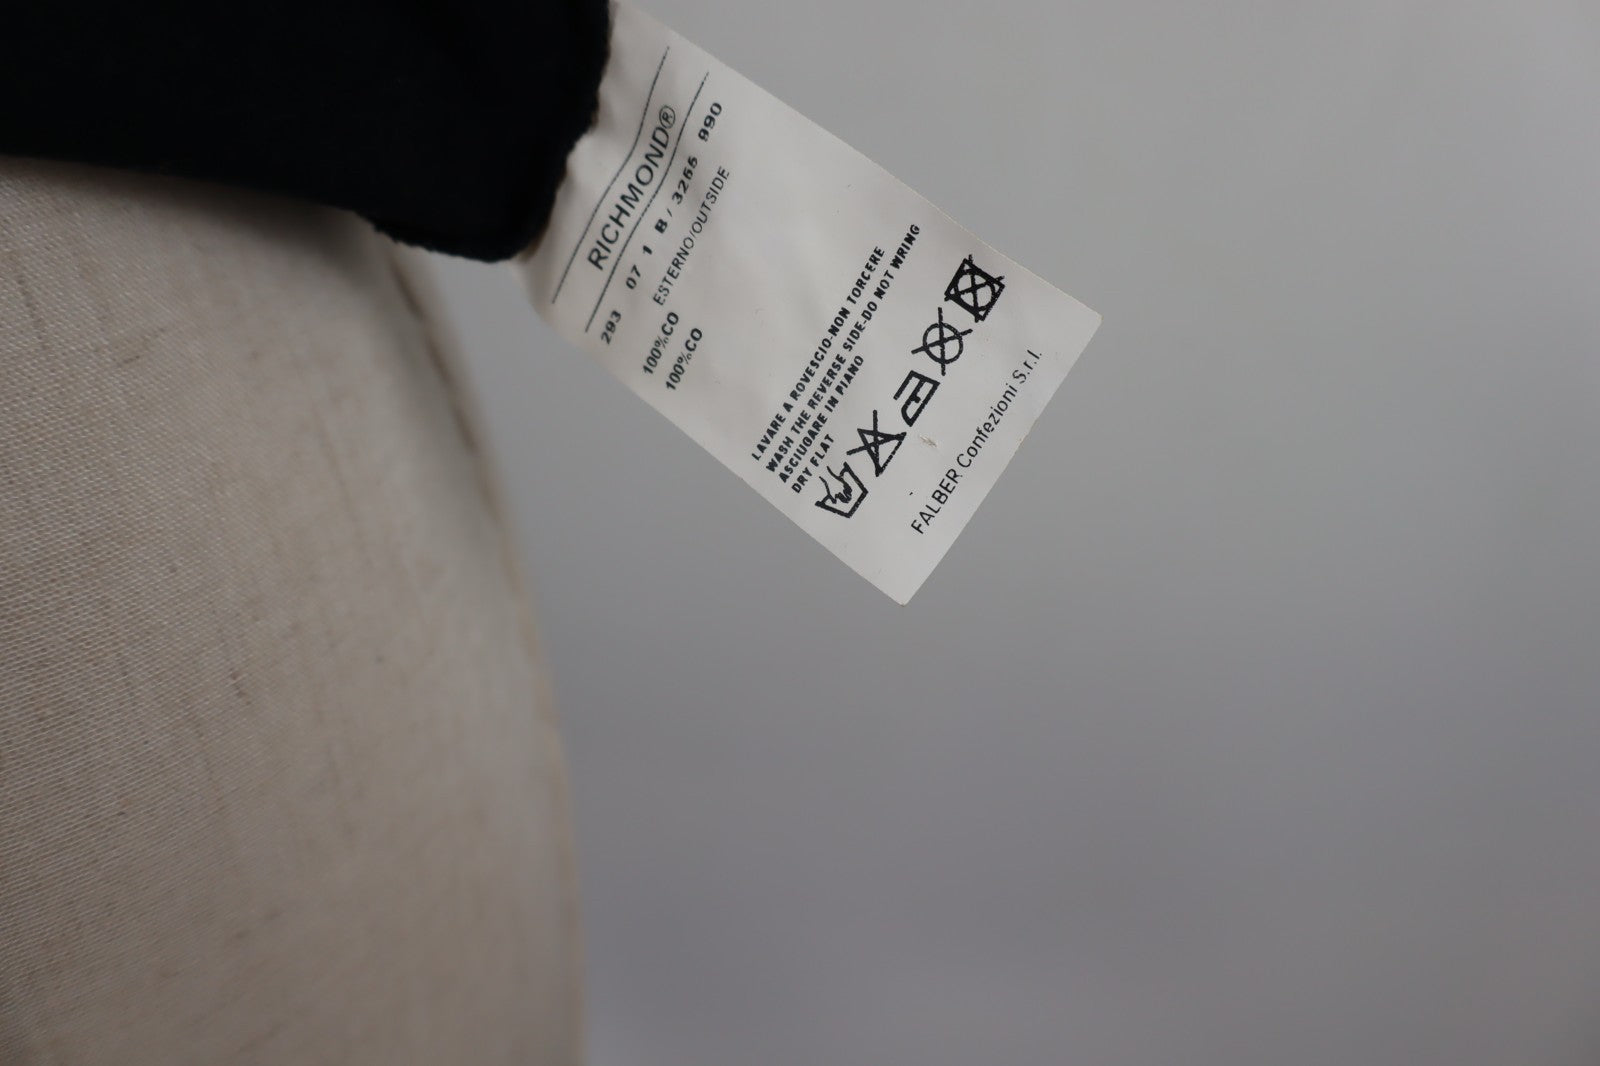 RICHMOND®
293 07 1 B / 3255 990
ESTERNO/OUTSIDE
100%CO
100%CO
LAVARE A ROVESCIO-NON TORCERE
WASH THE REVERSE SIDE-DO NOT WRING
ASCIUGARE IN PIANO
DRY FLAT
FALBER Confezioni S.r.l.